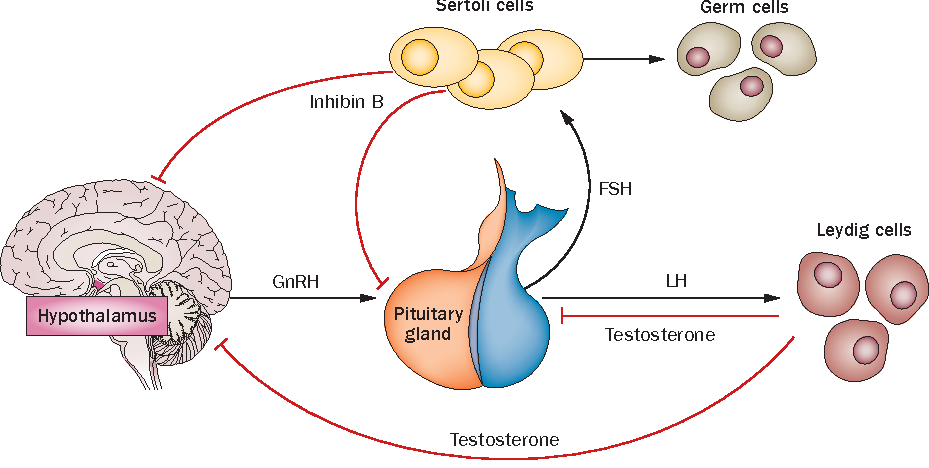 Sertoli cells
Germ cells
Inhibin B
FSH
Leydig cells
GnRH
LH
Hypothalamus
Pituitary
gland
Testosterone
Testosterone